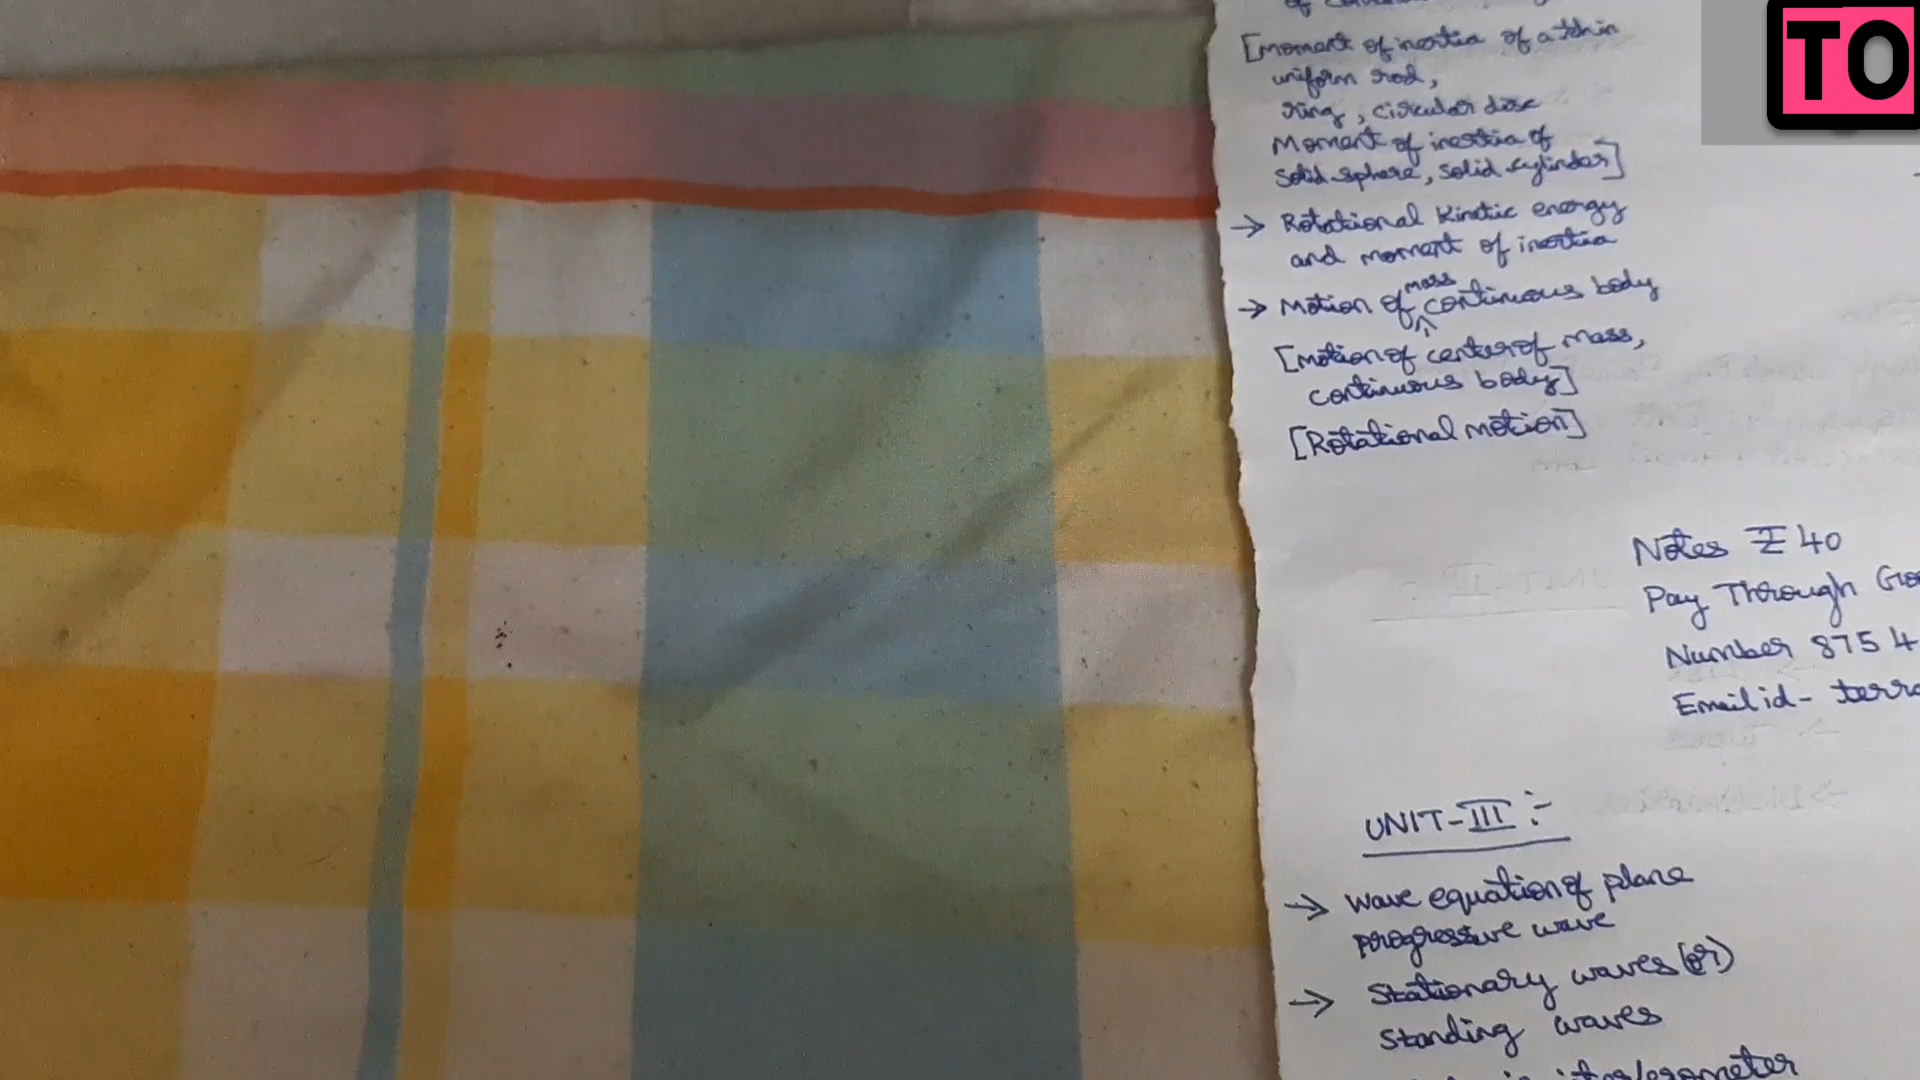 TO
[Moment of inertia of a thin
uniform rod,
ring, circular disc
Moment of inertia of
solid sphere, solid cylinder]
→ Rotational Kinetic energy
and moment of inertia
mass
→ Motion of continuous body
[motion of center of mass,
continuous body]
[Rotational motion]
Notes ₹ 40
Pay Through
Number 875 4
Email id - terr
UNIT-III :-
→ Wave equation of plane
progressive wave
→ Stationary waves (or)
standing waves